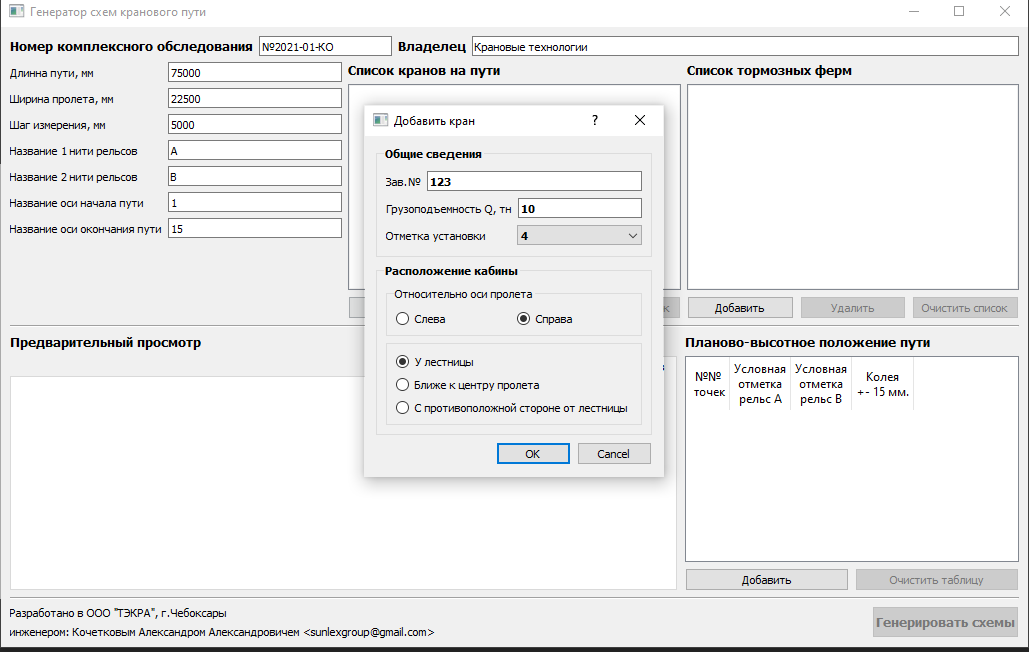 Генератор схем кранового пути
Номер комплексного обследования №2021-01-КО Владелец Крановые технологии
Длинна пути, мм 75000
Ширина пролета, мм 22500
Шаг измерения, мм 5000
Название 1 нити рельсов A
Название 2 нити рельсов B
Название оси начала пути 1
Название оси окончания пути 15
Список кранов на пути
Список тормозных ферм
Добавить кран ?
Общие сведения
Зав.№ 123
Грузоподъемность Q, тн 10
Отметка установки 4
Расположение кабины
Относительно оси пролета
Слева Справа
У лестницы
Ближе к центру пролета
С противоположной стороне от лестницы
OK Cancel
Добавить Удалить Очистить список
Предварительный просмотр
Планово-высотное положение пути
№№ точек
Условная отметка рельс A
Условная отметка рельс B
Колея +- 15 мм.
Добавить Очистить таблицу
Разработано в ООО "ТЭКРА", г.Чебоксары
инженером: Кочетковым Александром Александровичем <sunlexgroup@gmail.com>
Генерировать схемы